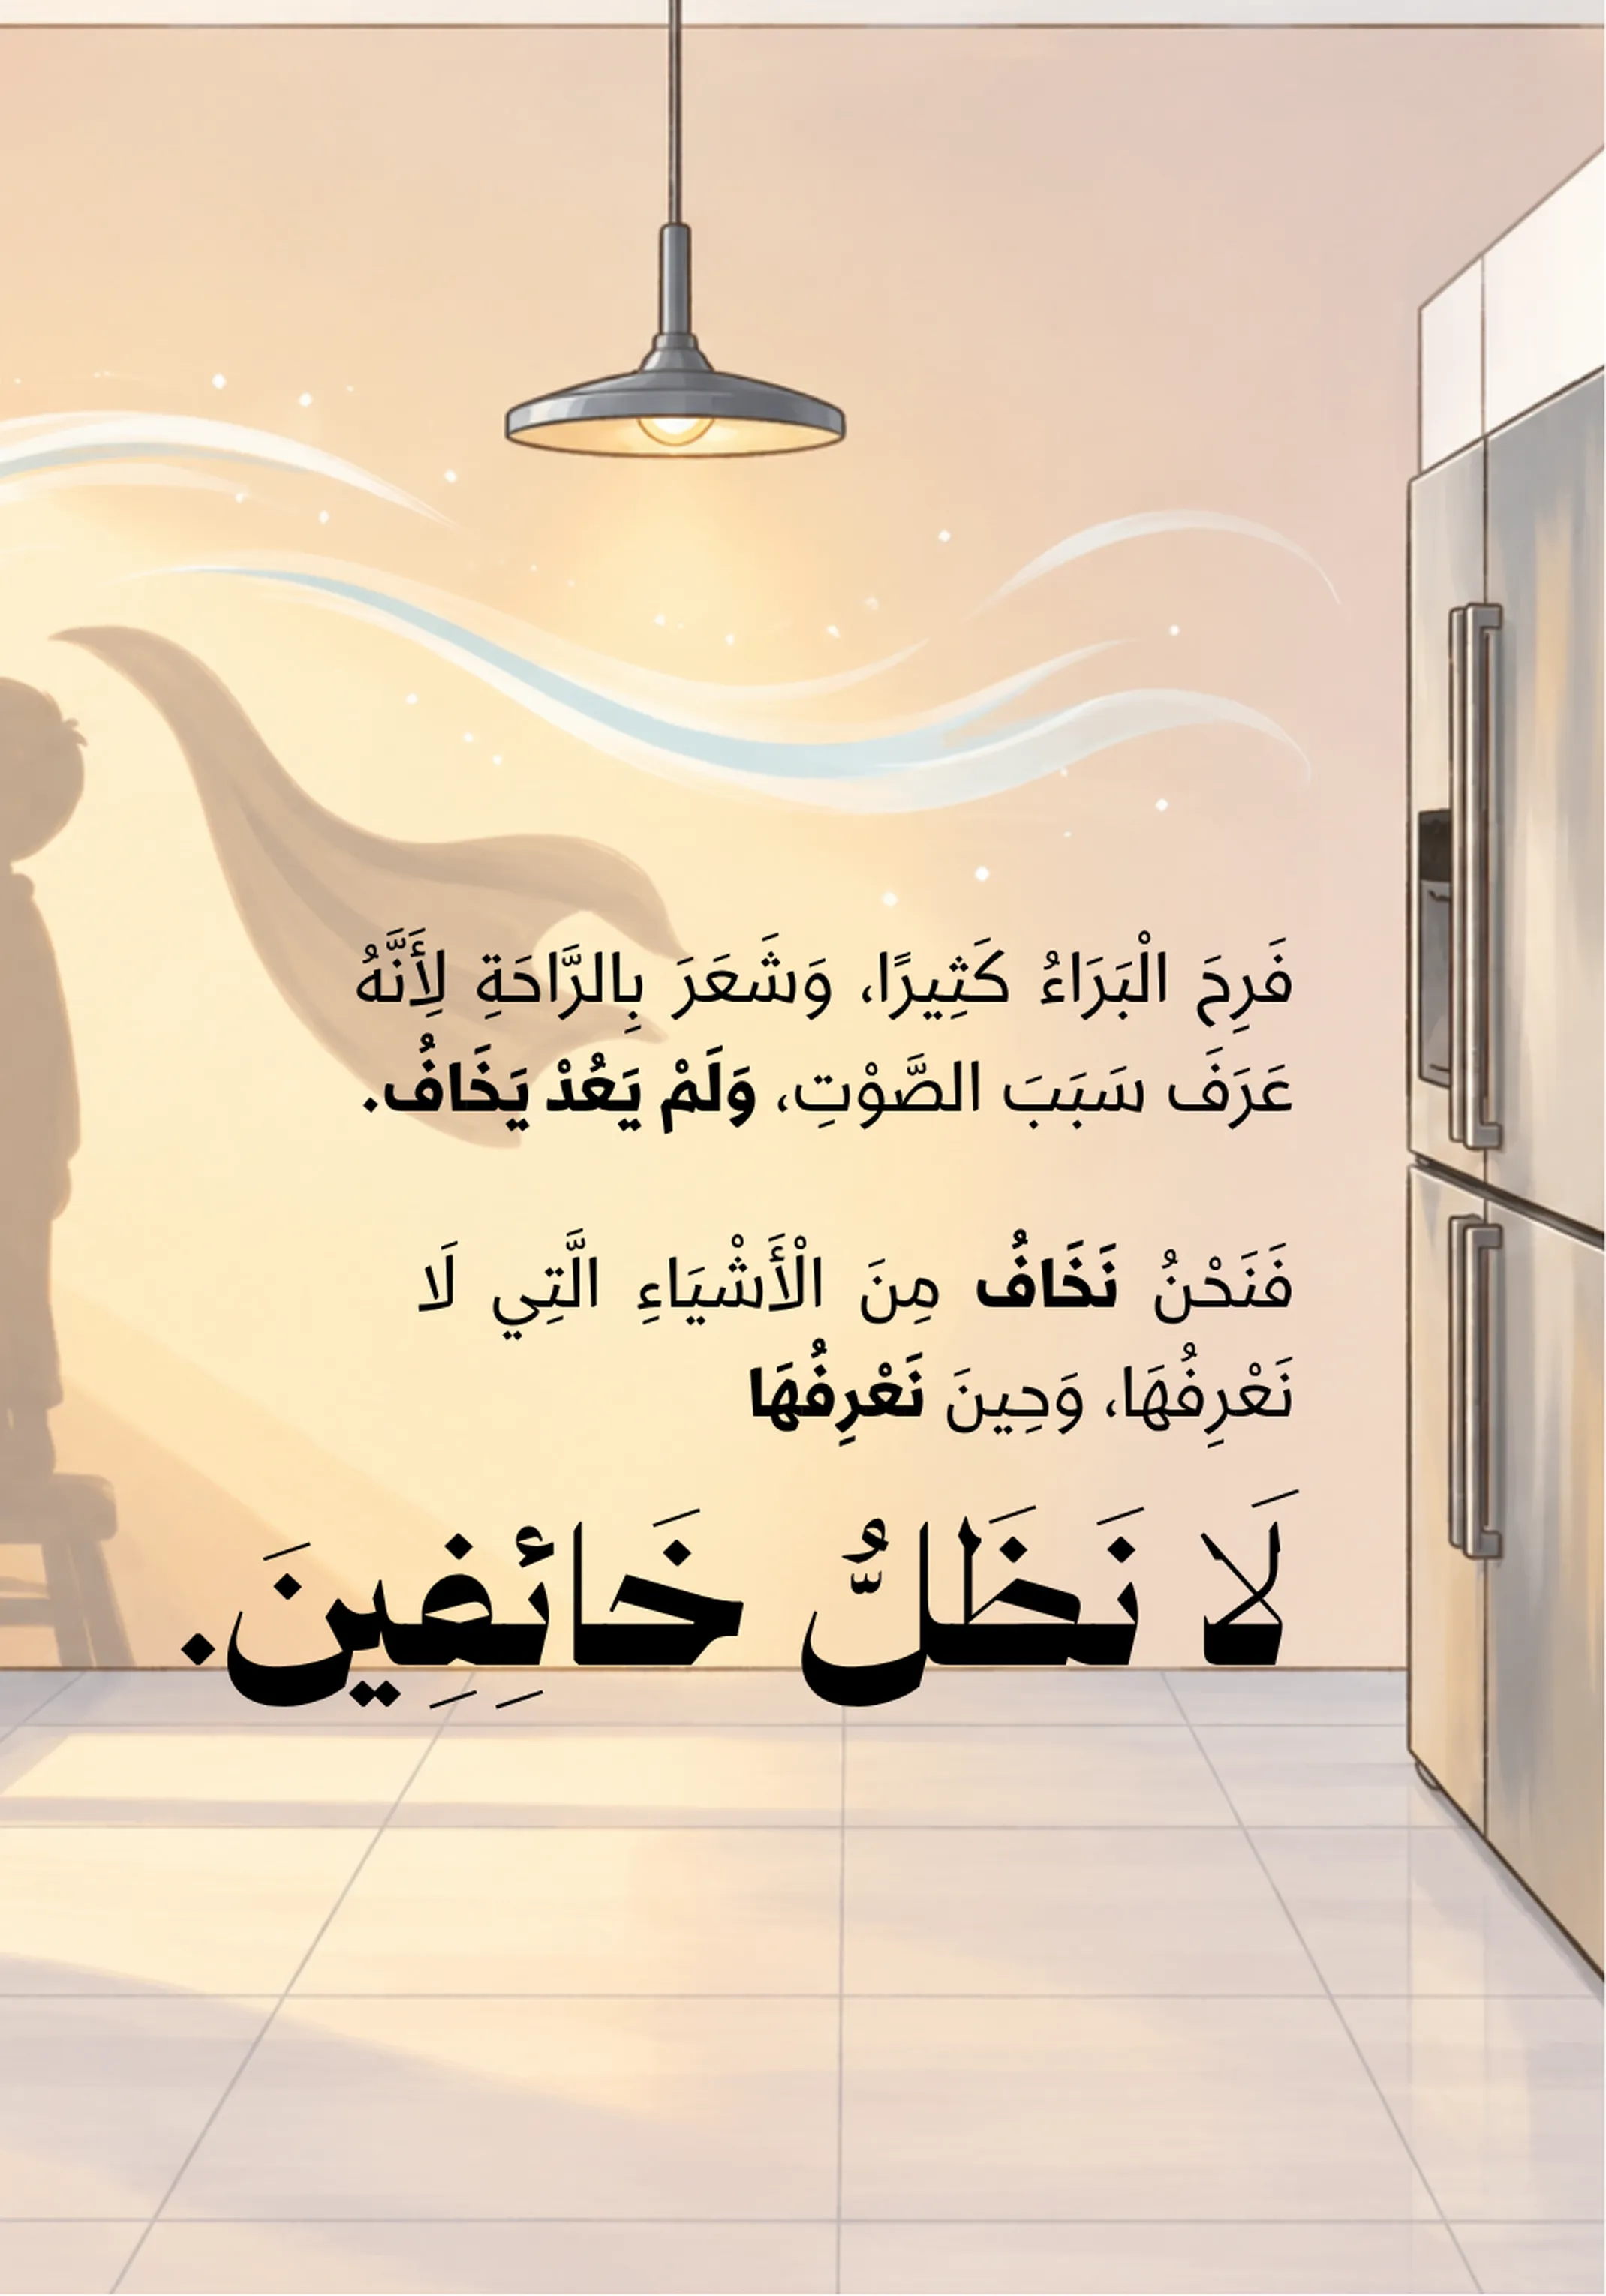 فَرِحَ الْبَرَاءُ كَثِيرًا، وَشَعَرَ بِالرَّاحَةِ لِأَنَّهُ
عَرَفَ سَبَبَ الصَّوْتِ، وَلَمْ يَعُدْ يَخَافُ.
فَنَحْنُ نَخَافُ مِنَ الْأَشْيَاءِ الَّتِي لَا
نَعْرِفُهَا، وَحِينَ نَعْرِفُهَا
لَا نَظَلُّ خَائِفِينَ.